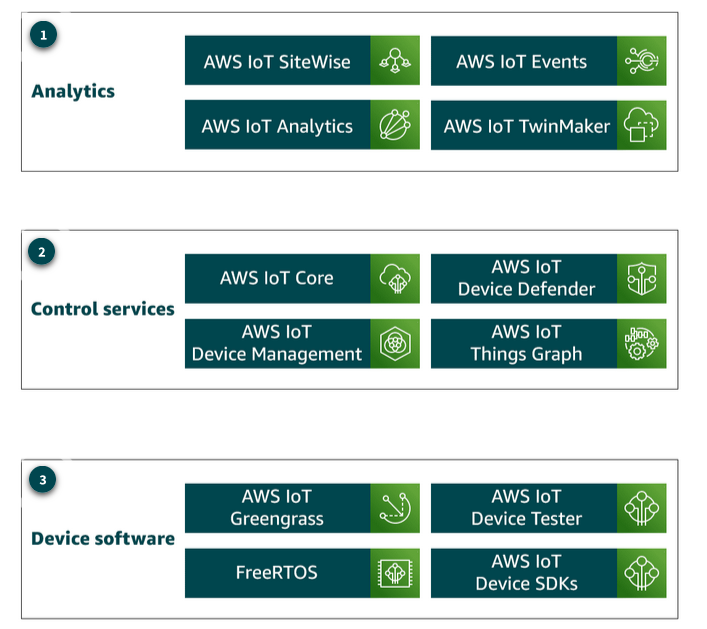 1
Analytics
AWS IoT SiteWise
AWS IoT Events
AWS IoT Analytics
AWS IoT TwinMaker
2
Control services
AWS IoT Core
AWS IoT
Device Defender
AWS IoT
Device Management
AWS IoT
Things Graph
3
Device software
AWS IoT
Greengrass
AWS IoT
Device Tester
FreeRTOS
AWS IoT
Device SDKs